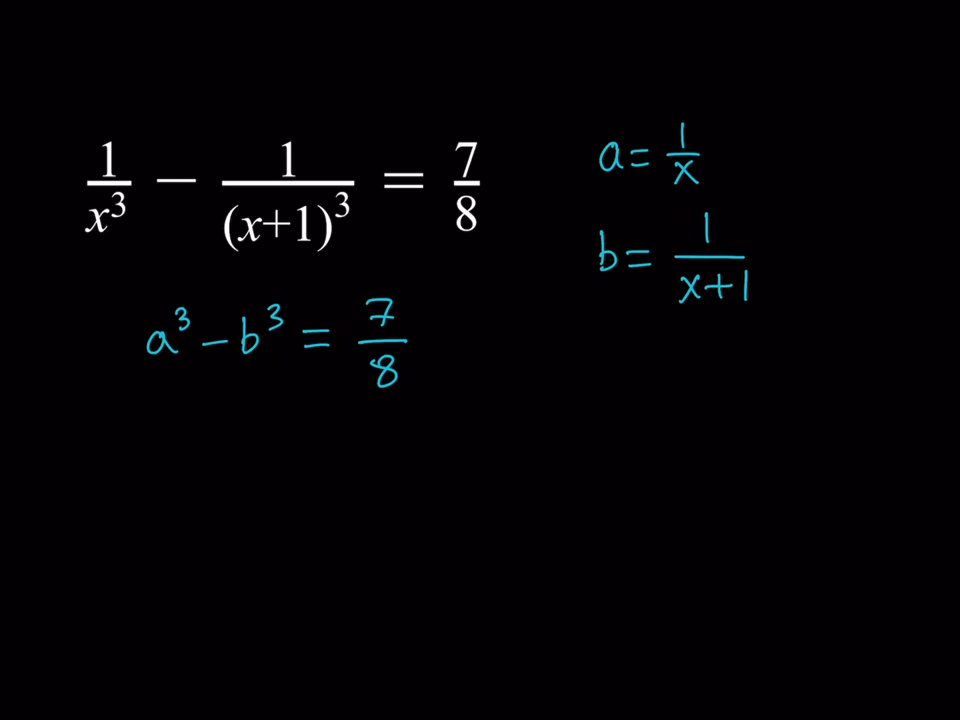 1/x³ − 1/(x+1)³ = 7/8
a = 1/x
b = 1/(x+1)
a³ − b³ = 7/8